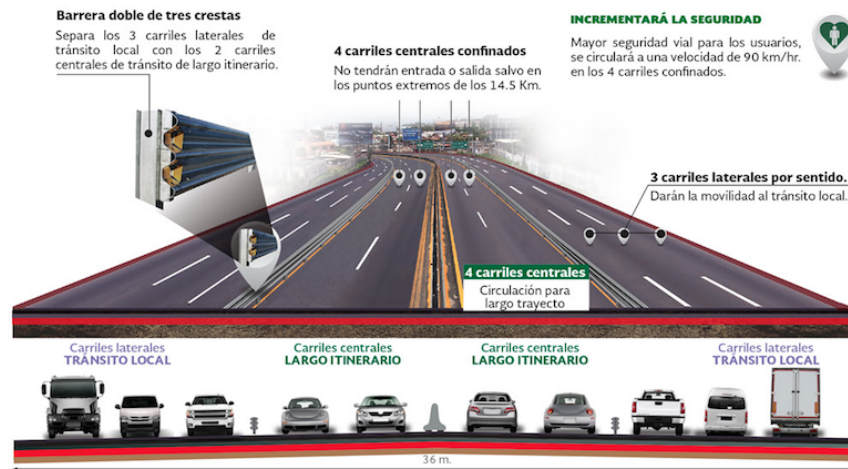 Barrera doble de tres crestas
Separa los 3 carriles laterales de
tránsito local con los 2 carriles
centrales de tránsito de largo itinerario.
4 carriles centrales confinados
No tendrán entrada o salida salvo en
los puntos extremos de los 14.5 Km.
INCREMENTARÁ LA SEGURIDAD
Mayor seguridad vial para los usuarios,
se circulará a una velocidad de 90 km/hr.
en los 4 carriles confinados.
3 carriles laterales por sentido.
Darán la movilidad al tránsito local.
4 carriles centrales
Circulación para
largo trayecto
Carriles laterales
TRÁNSITO LOCAL
Carriles centrales
LARGO ITINERARIO
Carriles centrales
LARGO ITINERARIO
Carriles laterales
TRÁNSITO LOCAL
36 m.